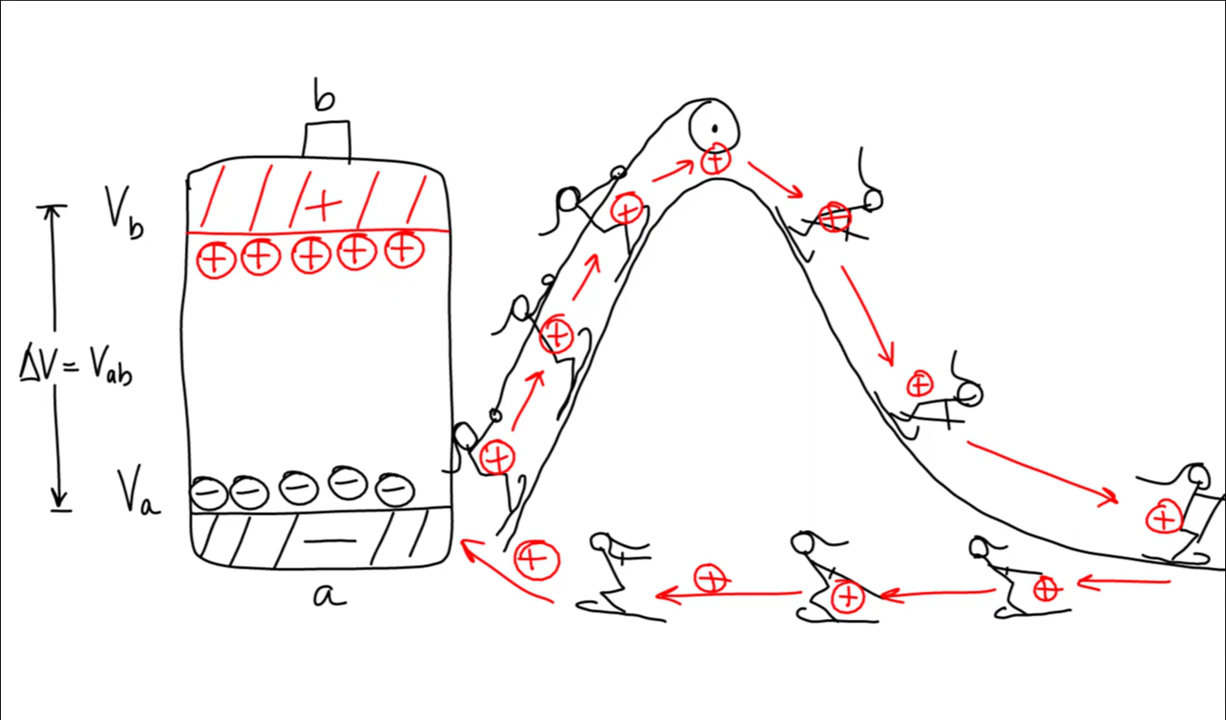 b
V_b
+
+ + + + +
ΔV = V_ab
V_a
− − − − −
−
a
+
+
+
+
+
+
+
+
+
+
+